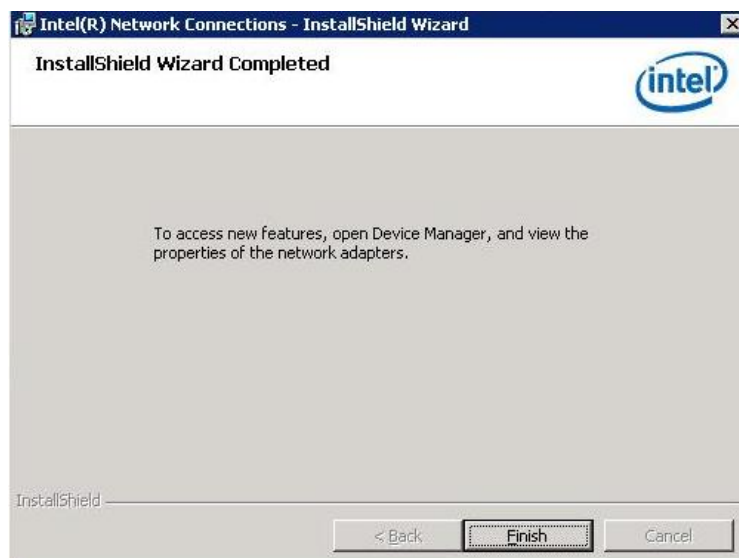 Intel(R) Network Connections - InstallShield Wizard
InstallShield Wizard Completed
intel
To access new features, open Device Manager, and view the
properties of the network adapters.
InstallShield
< Back
Finish
Cancel